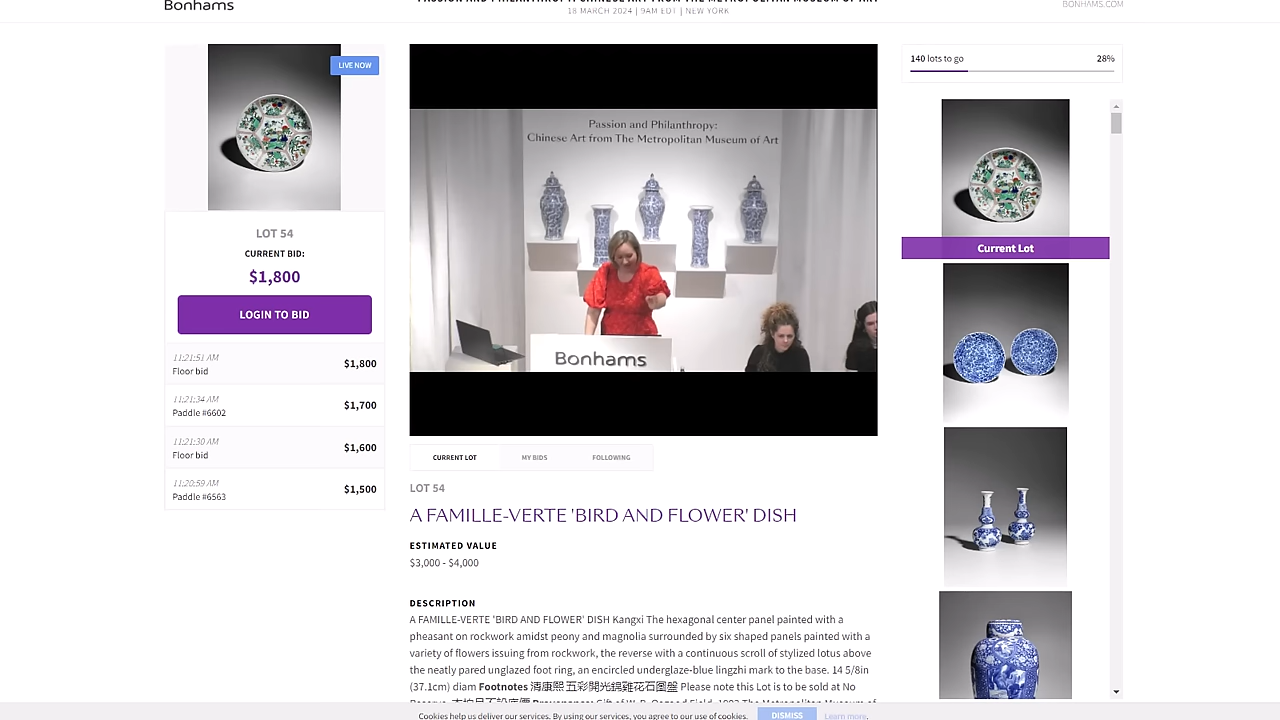 Bonhams
18 MARCH 2024 | 9AM EDT | NEW YORK
BONHAMS.COM
LIVE NOW
LOT 54
CURRENT BID:
$1,800
LOGIN TO BID
11:21:51 AM
Floor bid
$1,800
11:21:34 AM
Paddle #6602
$1,700
11:21:30 AM
Floor bid
$1,600
11:20:59 AM
Paddle #6563
$1,500
Passion and Philanthropy:
Chinese Art from The Metropolitan Museum of Art
Bonhams
CURRENT LOT
MY BIDS
FOLLOWING
LOT 54
A FAMILLE-VERTE 'BIRD AND FLOWER' DISH
ESTIMATED VALUE
$3,000 - $4,000
DESCRIPTION
A FAMILLE-VERTE 'BIRD AND FLOWER' DISH Kangxi The hexagonal center panel painted with a
pheasant on rockwork amidst peony and magnolia surrounded by six shaped panels painted with a
variety of flowers issuing from rockwork, the reverse with a continuous scroll of stylized lotus above
the neatly pared unglazed foot ring, an encircled underglaze-blue lingzhi mark to the base. 14 5/8in
(37.1cm) diam Footnotes 清康熙 五彩開光錦雞花石圖盤 Please note this Lot is to be sold at No
140 lots to go
28%
Current Lot
Cookies help us deliver our services. By using our services, you agree to our use of cookies.
DISMISS
Learn more.